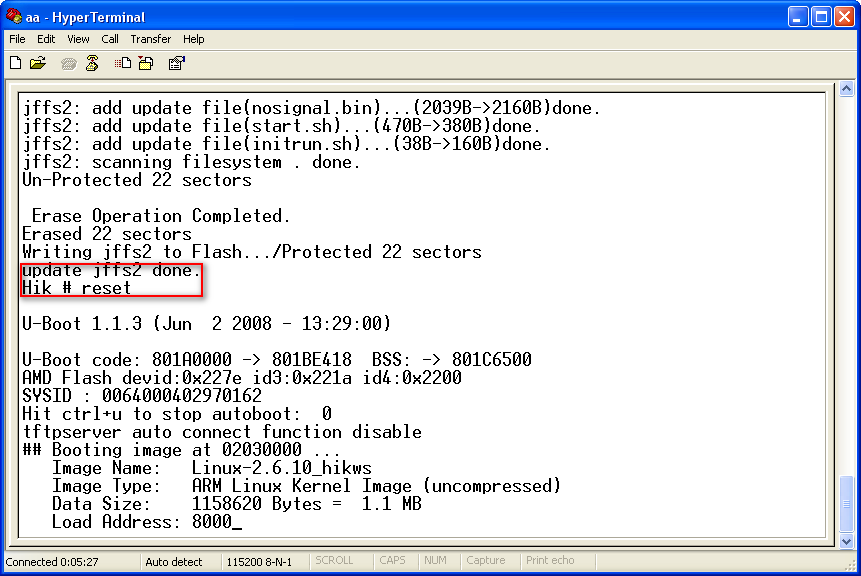 aa - HyperTerminal
File Edit View Call Transfer Help
jffs2: add update file(nosignal.bin)...(2039B->2160B)done.
jffs2: add update file(start.sh)...(470B->380B)done.
jffs2: add update file(initrun.sh)...(38B->160B)done.
jffs2: scanning filesystem . done.
Un-Protected 22 sectors
Erase Operation Completed.
Erased 22 sectors
Writing jffs2 to Flash.../Protected 22 sectors
update jffs2 done.
Hik # reset
U-Boot 1.1.3 (Jun  2 2008 - 13:29:00)
U-Boot code: 801A0000 -> 801BE418  BSS: -> 801C6500
AMD Flash devid:0x227e id3:0x221a id4:0x2200
SYSID : 0064000402970162
Hit ctrl+u to stop autoboot:  0
tftpserver auto connect function disable
## Booting image at 02030000 ...
Image Name:   Linux-2.6.10_hikws
Image Type:   ARM Linux Kernel Image (uncompressed)
Data Size:    1158620 Bytes =  1.1 MB
Load Address: 8000_
Connected 0:05:27 Auto detect 115200 8-N-1 SCROLL CAPS NUM Capture Print echo